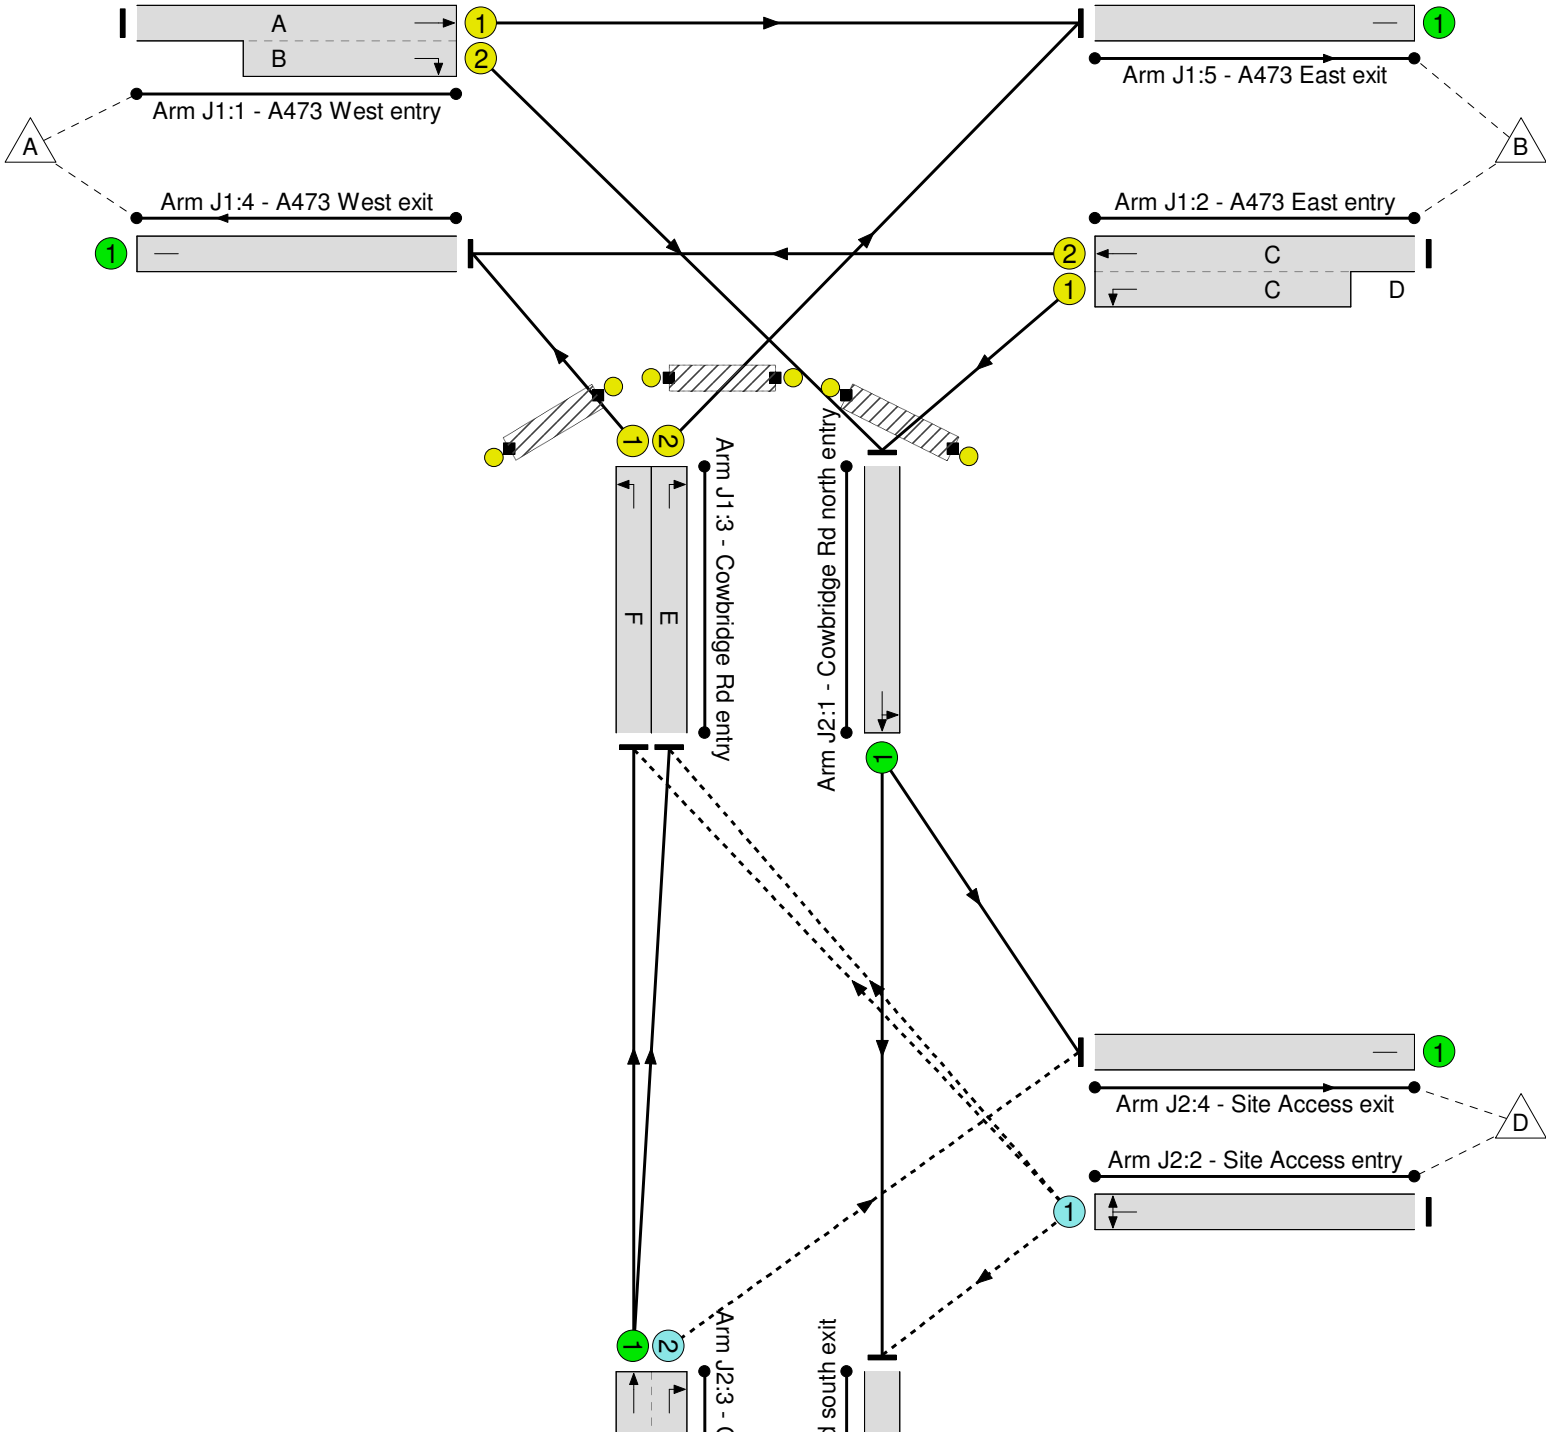 A 1 1
B 2
Arm J1:5 - A473 East exit
Arm J1:1 - A473 West entry
A B
Arm J1:4 - A473 West exit Arm J1:2 - A473 East entry
1 2 C
1 C D
1 2
Arm J1:3 - Cowbridge Rd entry
Arm J2:1 - Cowbridge Rd north entry
F E
1
1
Arm J2:4 - Site Access exit
D
Arm J2:2 - Site Access entry
1
1 2
Arm J2:3 -
south exit